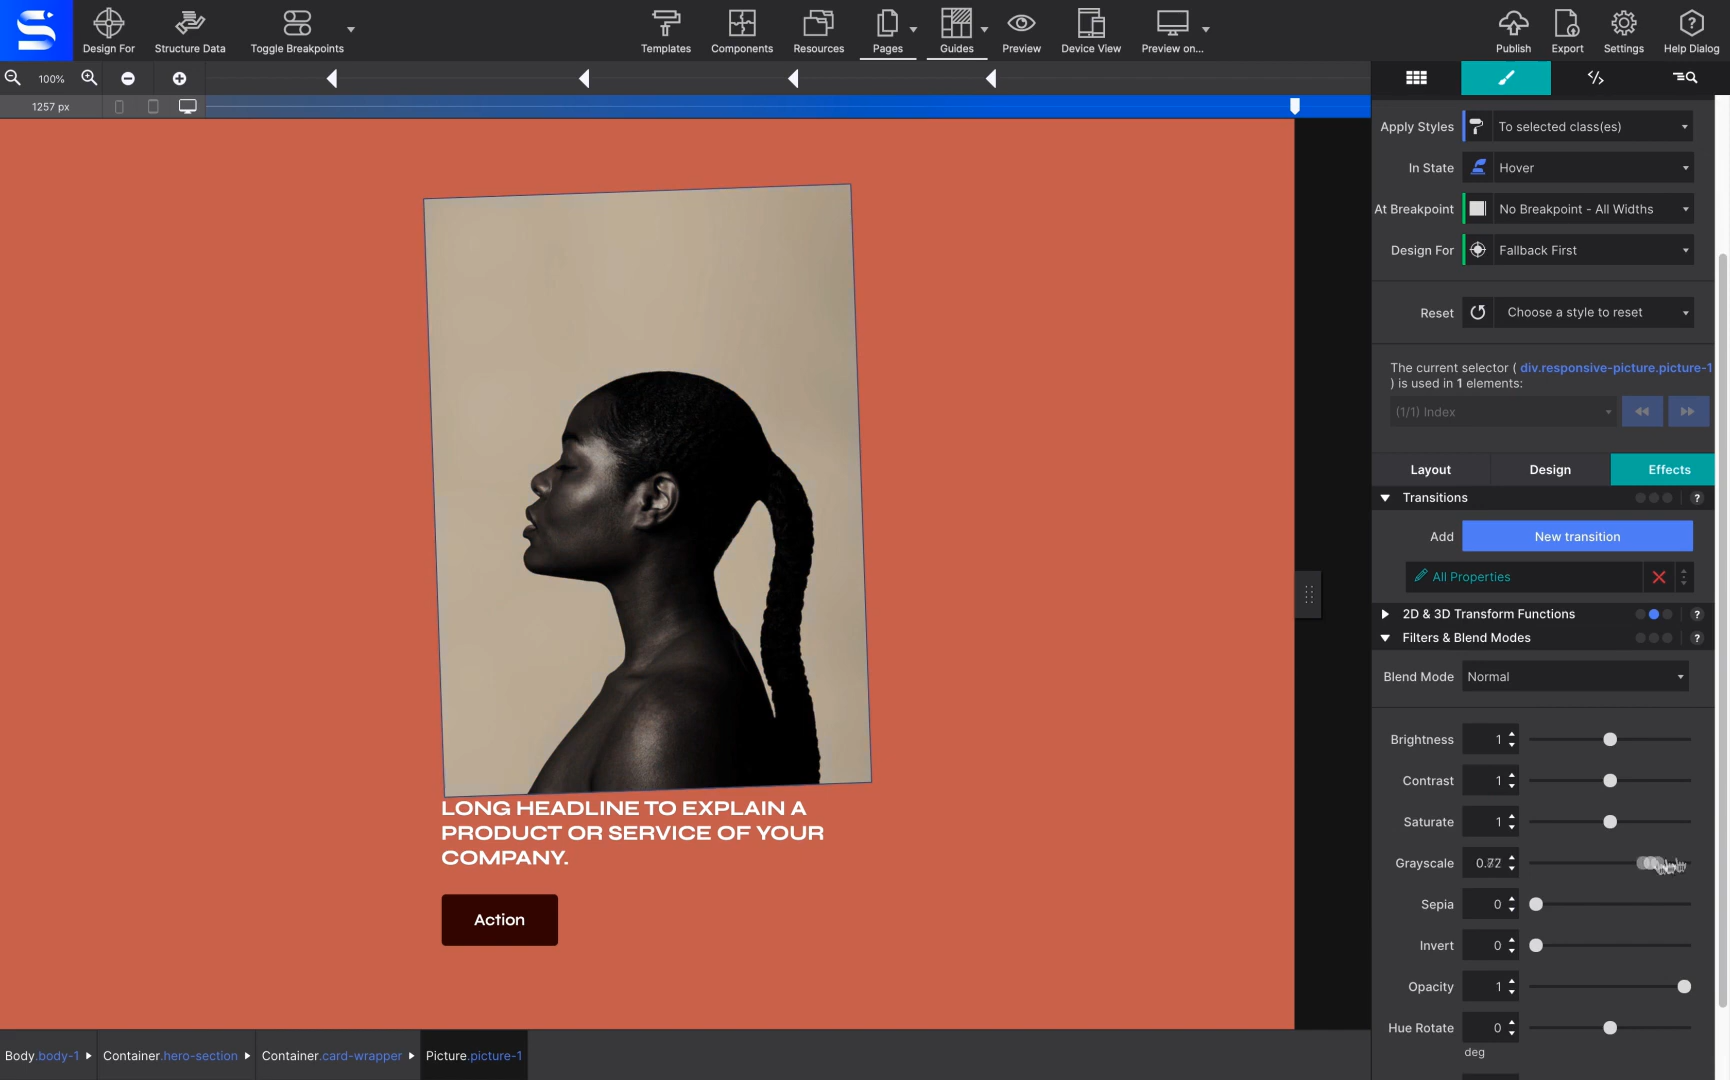 Design For
Structure Data
Toggle Breakpoints
Templates
Components
Resources
Pages
Guides
Preview
Device View
Preview on...
Publish
Export
Settings
Help Dialog
100%
1257 px
Apply Styles
To selected class(es)
In State
Hover
At Breakpoint
No Breakpoint - All Widths
Design For
Fallback First
Reset
Choose a style to reset
The current selector ( div.responsive-picture.picture-1
) is used in 1 elements:
(1/1) Index
Layout
Design
Effects
Transitions
?
Add
New transition
All Properties
2D & 3D Transform Functions
?
Filters & Blend Modes
?
Blend Mode
Normal
Brightness
1
Contrast
1
Saturate
1
Grayscale
Sepia
0
Invert
0
Opacity
1
Hue Rotate
0
deg
LONG HEADLINE TO EXPLAIN A
PRODUCT OR SERVICE OF YOUR
COMPANY.
Action
Body.body-1
Container.hero-section
Container.card-wrapper
Picture.picture-1